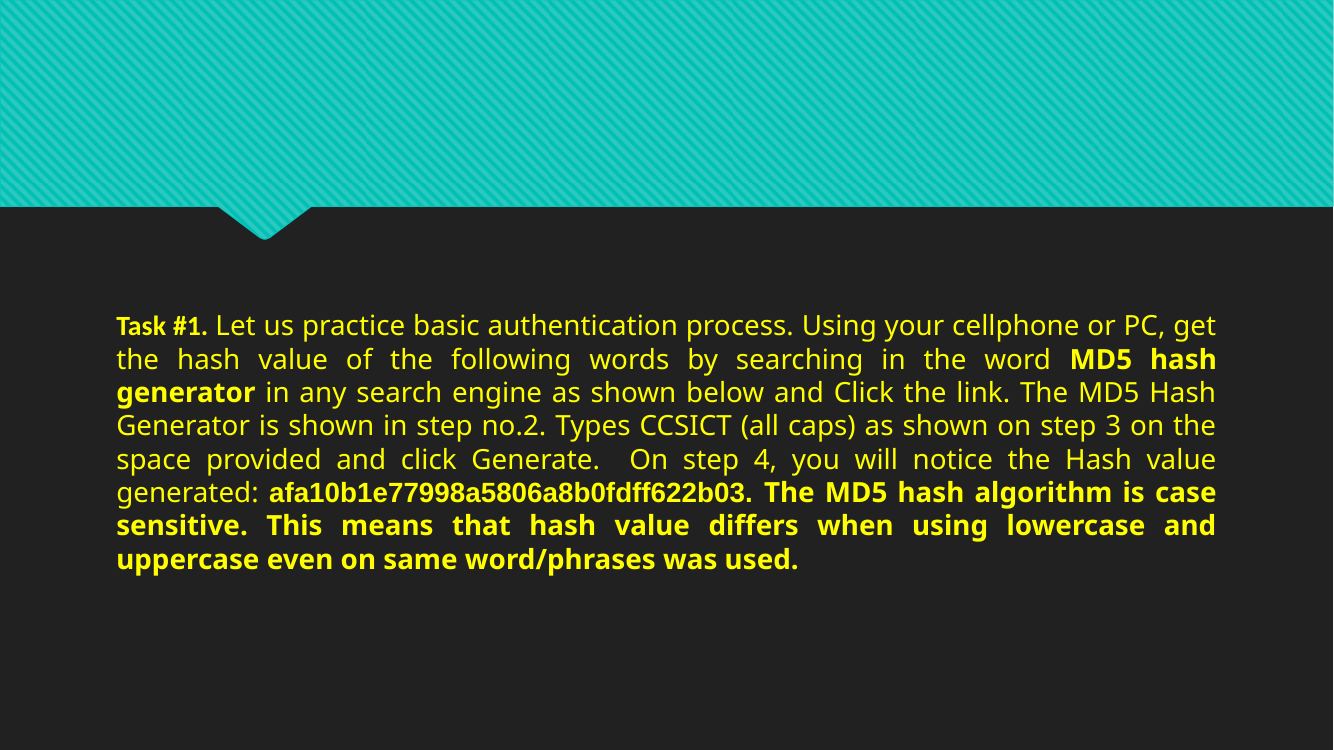 Task #1. Let us practice basic authentication process. Using your cellphone or PC, get
the hash value of the following words by searching in the word MD5 hash
generator in any search engine as shown below and Click the link. The MD5 Hash
Generator is shown in step no.2. Types CCSICT (all caps) as shown on step 3 on the
space provided and click Generate.  On step 4, you will notice the Hash value
generated: afa10b1e77998a5806a8b0fdff622b03. The MD5 hash algorithm is case
sensitive. This means that hash value differs when using lowercase and
uppercase even on same word/phrases was used.